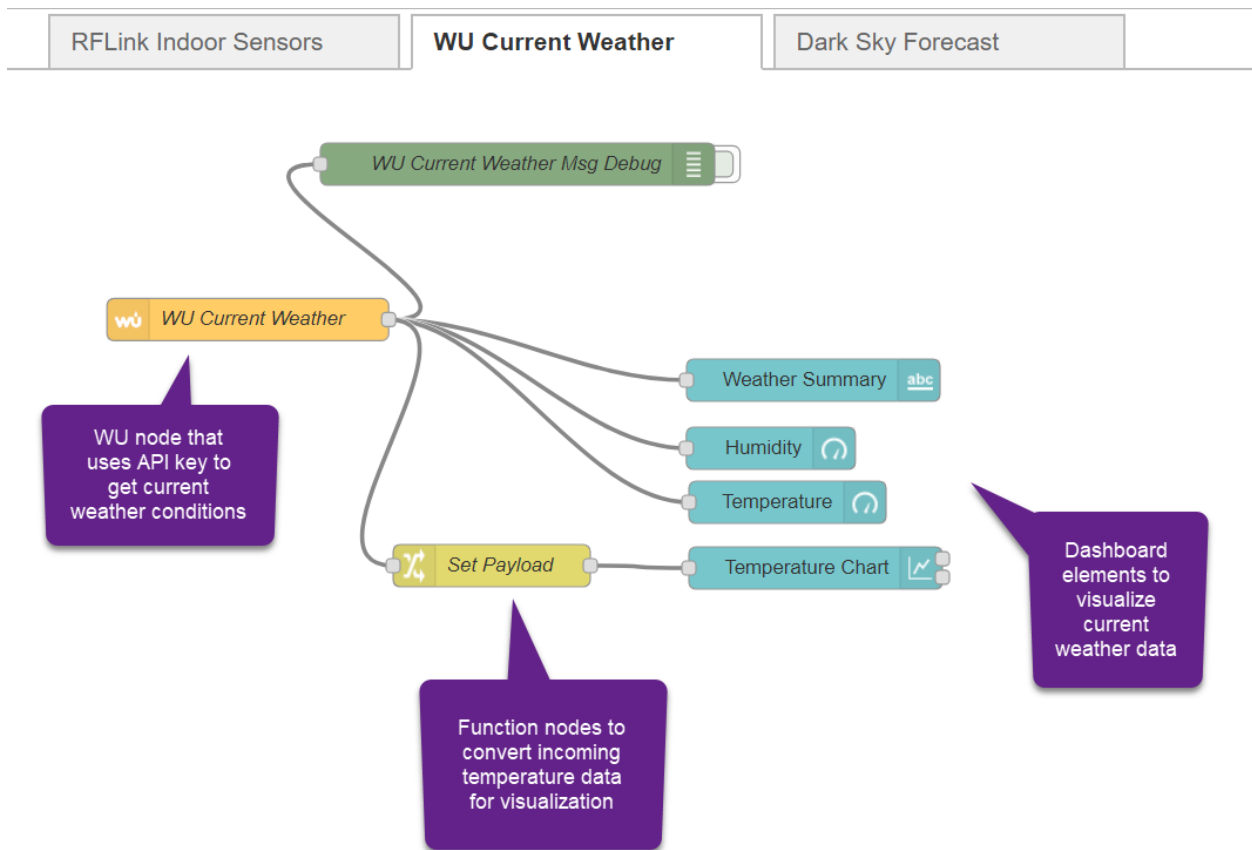 RFLink Indoor Sensors
WU Current Weather
Dark Sky Forecast
WU Current Weather Msg Debug
wu WU Current Weather
Weather Summary abc
WU node that
uses API key to
get current
weather conditions
Humidity
Temperature
Set Payload
Temperature Chart
Dashboard
elements to
visualize
current
weather data
Function nodes to
convert incoming
temperature data
for visualization